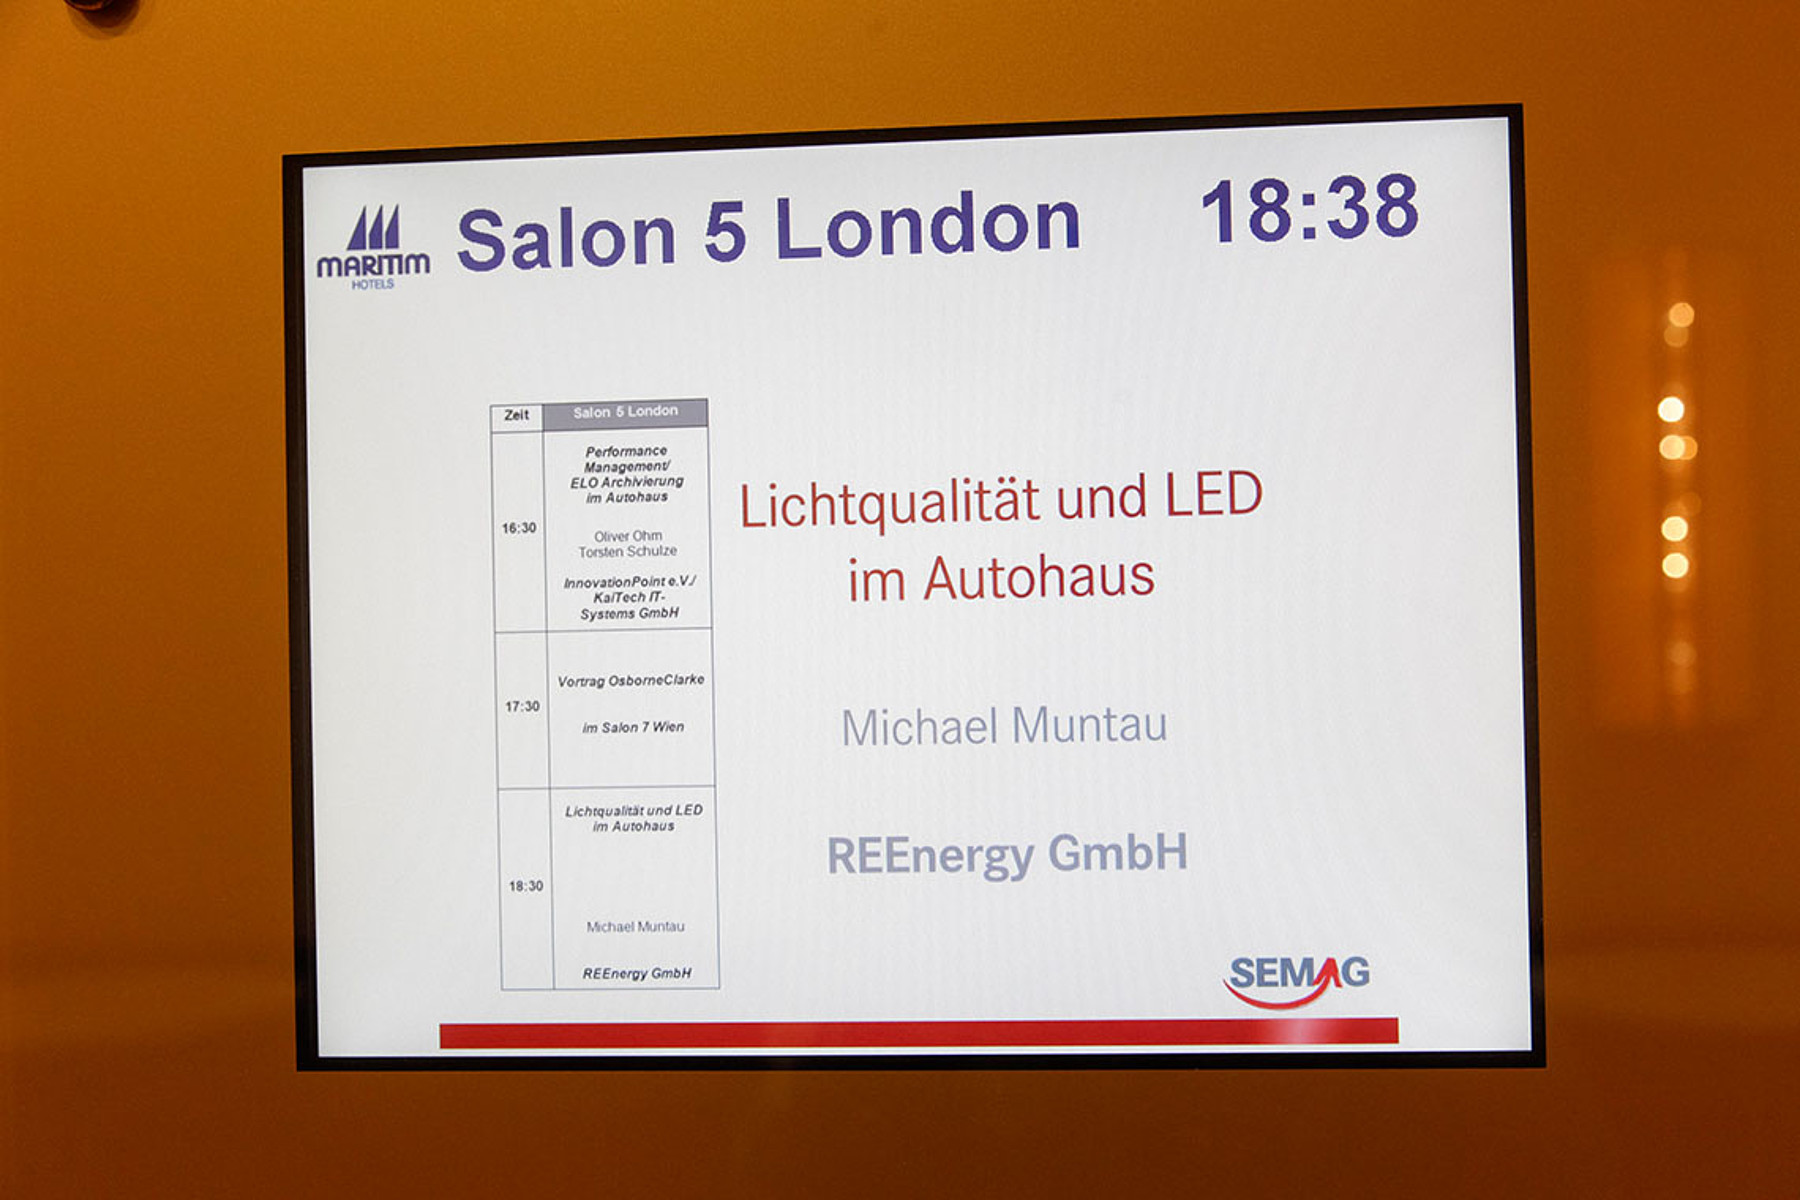 MARITIM
HOTELS
Salon 5 London
18:38
Zeit
Salon 5 London
16:30
Performance
Management/
ELO Archivierung
im Autohaus
Oliver Ohm
Torsten Schulze
InnovationPoint e.V./
KaiTech IT-
Systems GmbH
17:30
Vortrag OsborneClarke
im Salon 7 Wien
18:30
Lichtqualität und LED
im Autohaus
Michael Muntau
REEnergy GmbH
Lichtqualität und LED
im Autohaus
Michael Muntau
REEnergy GmbH
SEMAG